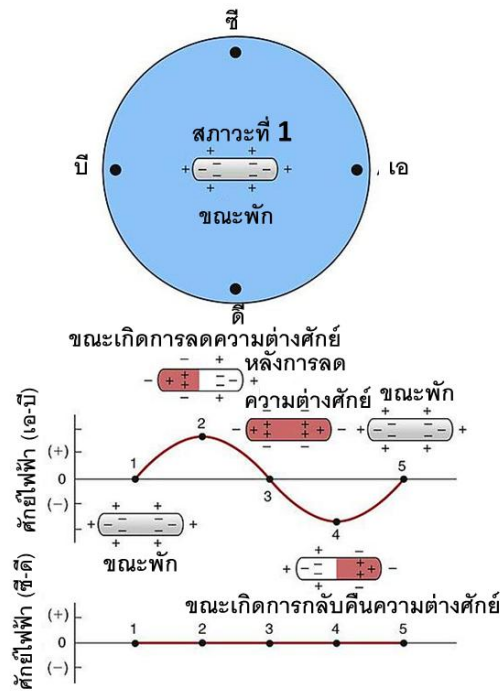 ซี
สภาวะที่ 1
+ +
บี + − − − − + เอ
+ +
ขณะพัก
ดี
ขณะเกิดการลดความต่างศักย์
หลังการลด
ความต่างศักย์
ขณะพัก
ศักย์ไฟฟ้า (เอ-บี)
(+)
0
(−)
1
2
3
4
5
ขณะพัก
ขณะเกิดการกลับคืนความต่างศักย์
ศักย์ไฟฟ้า (ซี-ดี)
(+)
0
(−)
1 2 3 4 5